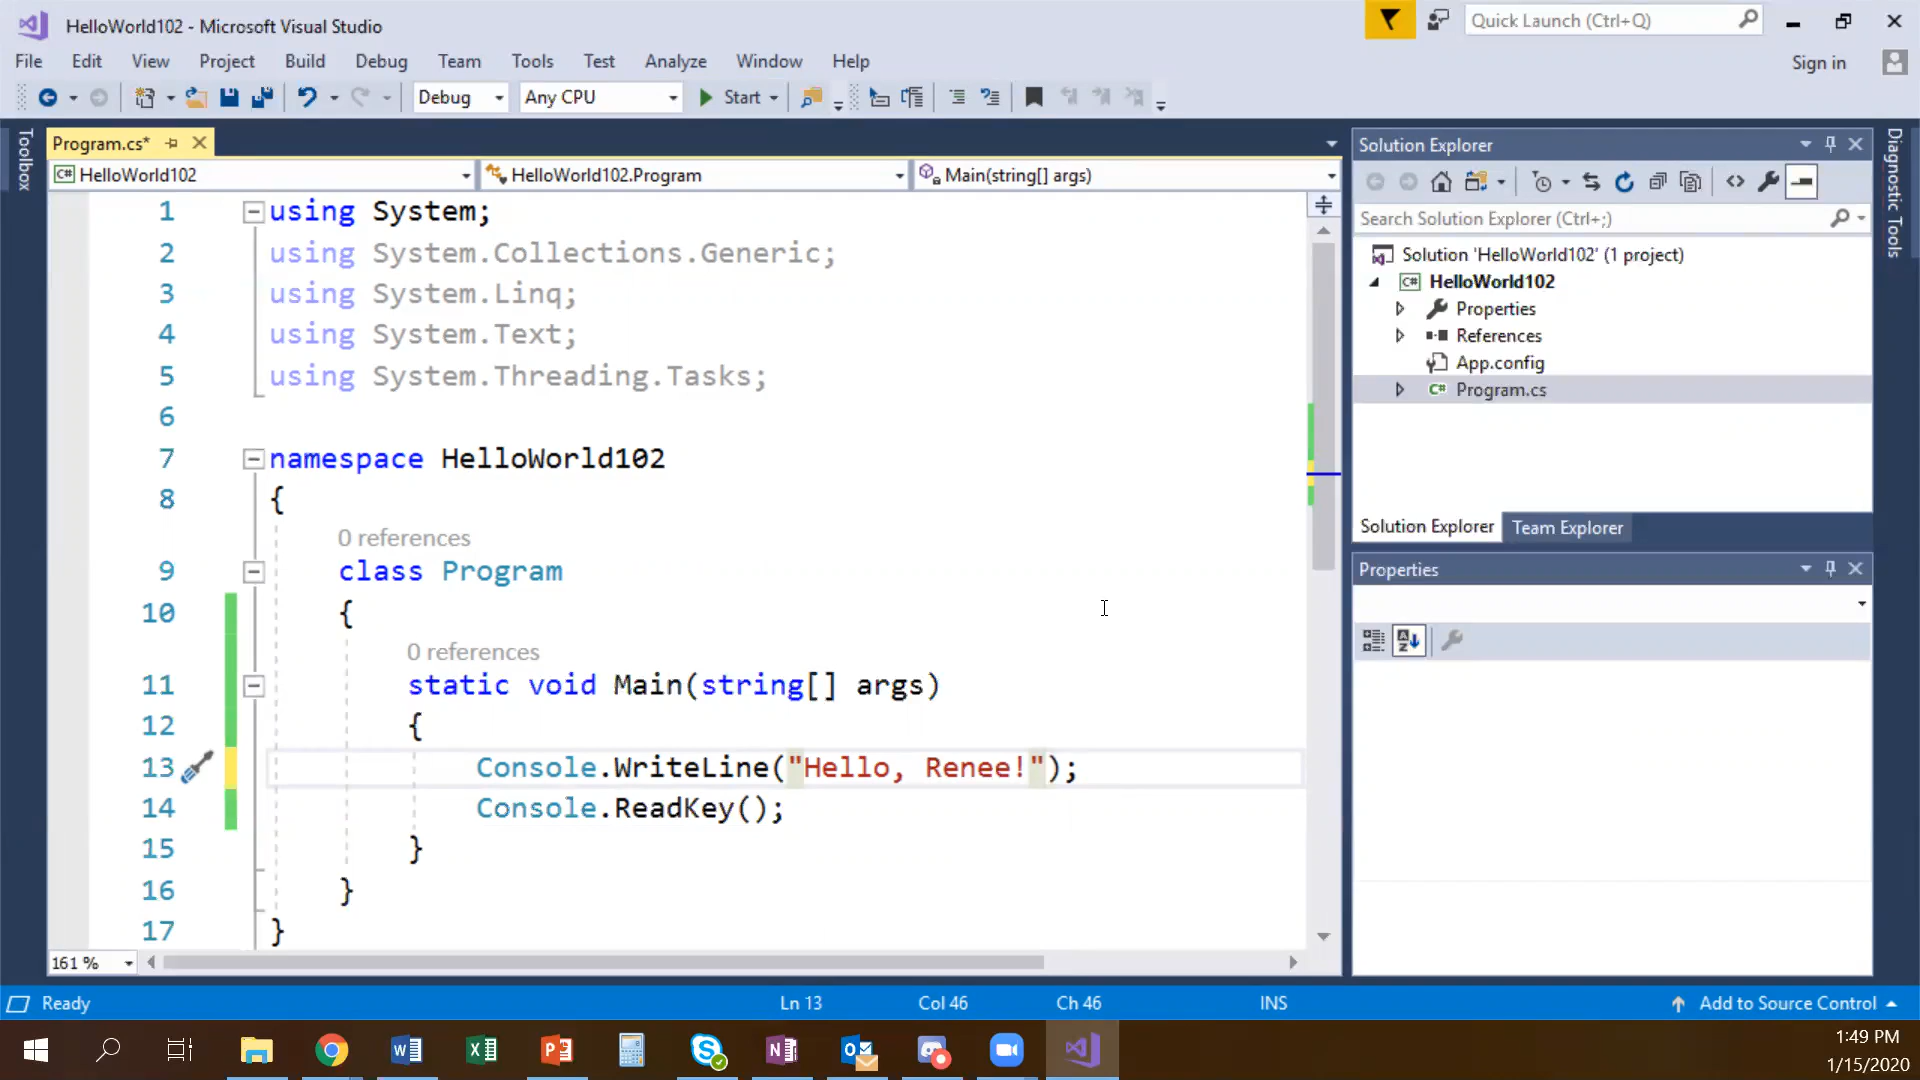 HelloWorld102 - Microsoft Visual Studio
Quick Launch (Ctrl+Q)
File Edit View Project Build Debug Team Tools Test Analyze Window Help
Sign in
Debug Any CPU Start
Toolbox
Program.cs*
HelloWorld102 HelloWorld102.Program Main(string[] args)
1 using System;
2 using System.Collections.Generic;
3 using System.Linq;
4 using System.Text;
5 using System.Threading.Tasks;
6
7 namespace HelloWorld102
8 {
0 references
9 class Program
10 {
0 references
11 static void Main(string[] args)
12 {
13 Console.WriteLine("Hello, Renee!");
14 Console.ReadKey();
15 }
16 }
17 }
161 %
Solution Explorer
Search Solution Explorer (Ctrl+;)
Solution 'HelloWorld102' (1 project)
C# HelloWorld102
Properties
References
App.config
C# Program.cs
Solution Explorer Team Explorer
Properties
Diagnostic Tools
Ready Ln 13 Col 46 Ch 46 INS Add to Source Control
1:49 PM
1/15/2020